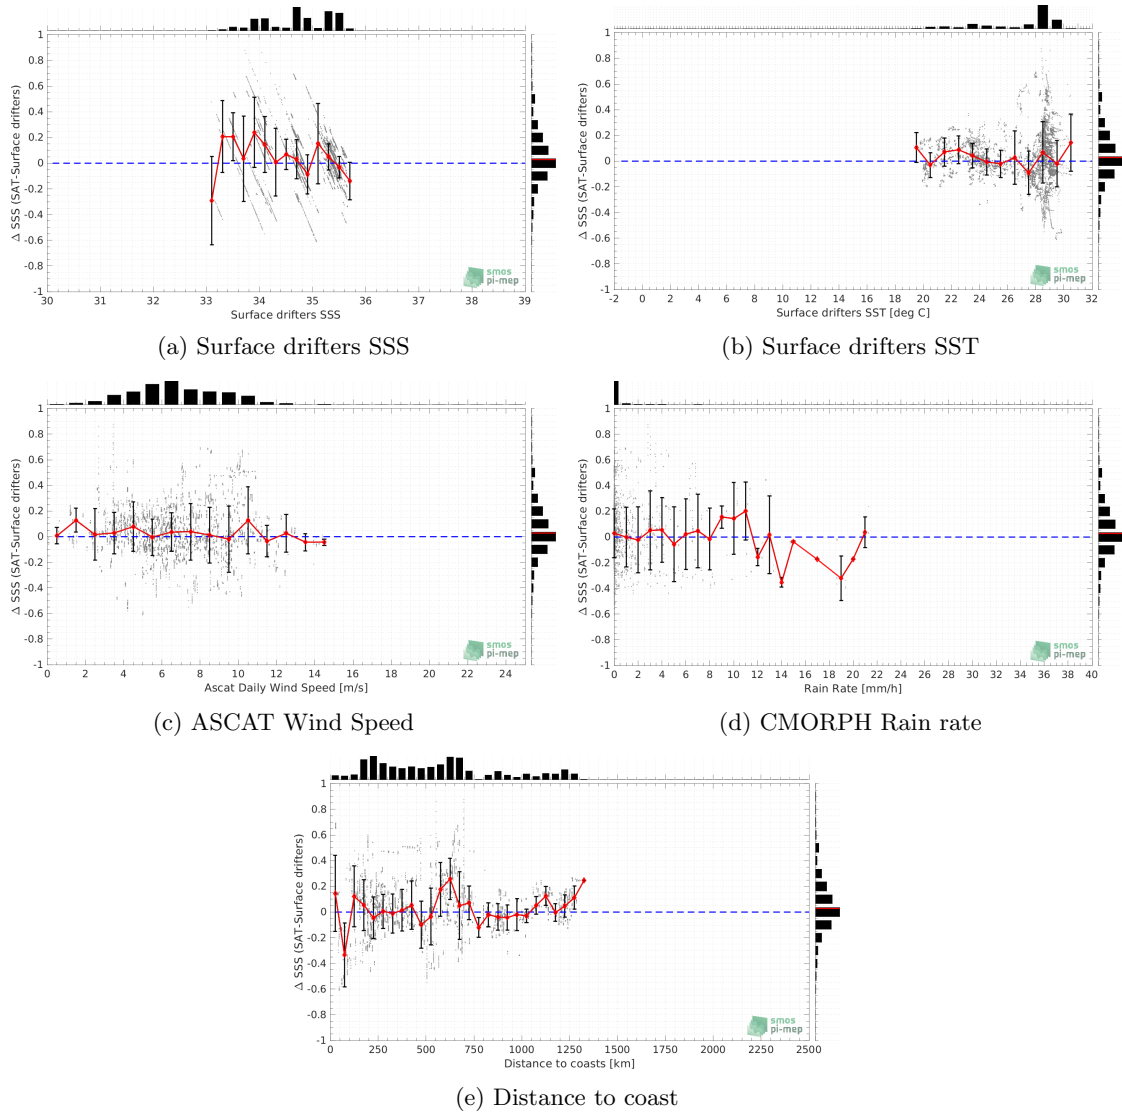 1
0.8
0.6
0.4
0.2
0
-0.2
-0.4
-0.6
-0.8
-1
Δ SSS (SAT-Surface drifters)
30 31 32 33 34 35 36 37 38 39
Surface drifters SSS
smos
pi-mep
(a) Surface drifters SSS
1
0.8
0.6
0.4
0.2
0
-0.2
-0.4
-0.6
-0.8
-1
Δ SSS (SAT-Surface drifters)
-2 0 2 4 6 8 10 12 14 16 18 20 22 24 26 28 30 32
Surface drifters SST [deg C]
smos
pi-mep
(b) Surface drifters SST
1
0.8
0.6
0.4
0.2
0
-0.2
-0.4
-0.6
-0.8
-1
Δ SSS (SAT-Surface drifters)
0 2 4 6 8 10 12 14 16 18 20 22 24
Ascat Daily Wind Speed [m/s]
smos
pi-mep
(c) ASCAT Wind Speed
1
0.8
0.6
0.4
0.2
0
-0.2
-0.4
-0.6
-0.8
-1
Δ SSS (SAT-Surface drifters)
0 2 4 6 8 10 12 14 16 18 20 22 24 26 28 30 32 34 36 38 40
Rain Rate [mm/h]
smos
pi-mep
(d) CMORPH Rain rate
1
0.8
0.6
0.4
0.2
0
-0.2
-0.4
-0.6
-0.8
-1
Δ SSS (SAT-Surface drifters)
0 250 500 750 1000 1250 1500 1750 2000 2250 2500
Distance to coasts [km]
smos
pi-mep
(e) Distance to coast